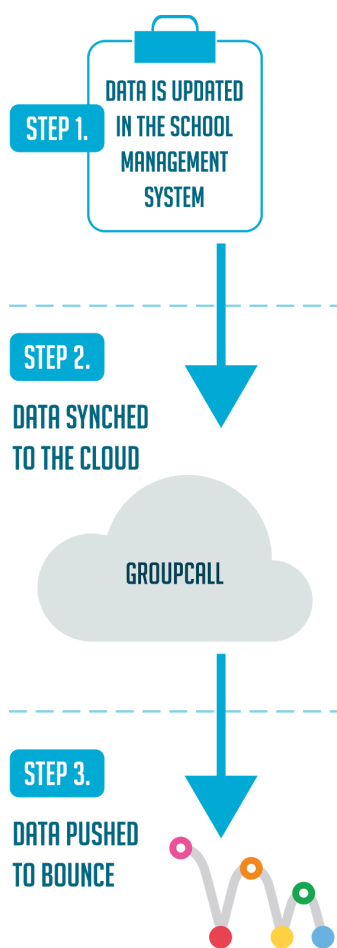 STEP 1.
DATA IS UPDATED
IN THE SCHOOL
MANAGEMENT
SYSTEM
STEP 2.
DATA SYNCHED
TO THE CLOUD
GROUPCALL
STEP 3.
DATA PUSHED
TO BOUNCE